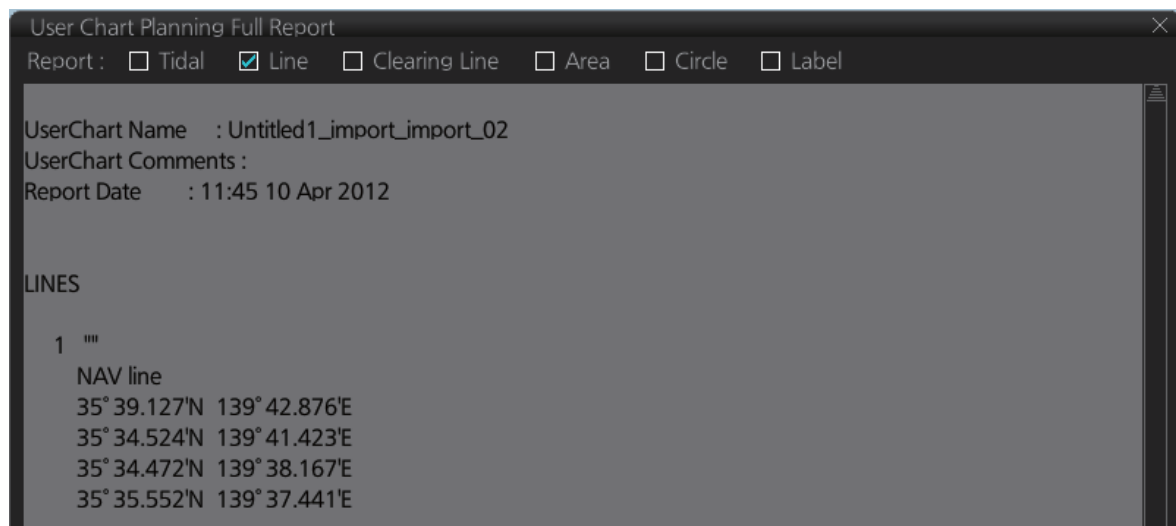 User Chart Planning Full Report
Report : Tidal Line Clearing Line Area Circle Label
UserChart Name : Untitled1_import_import_02
UserChart Comments :
Report Date : 11:45 10 Apr 2012
LINES
1 ""
NAV line
35° 39.127'N 139° 42.876'E
35° 34.524'N 139° 41.423'E
35° 34.472'N 139° 38.167'E
35° 35.552'N 139° 37.441'E